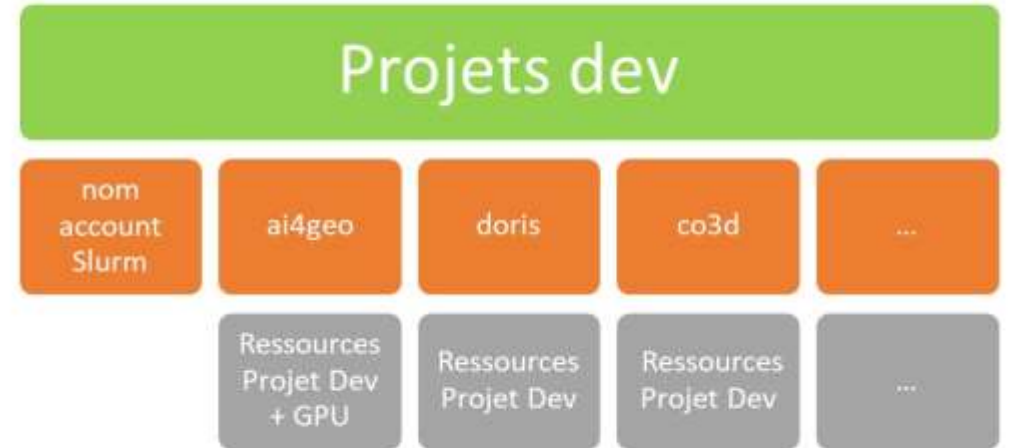 Projets dev
nom
account
Slurm
ai4geo
doris
co3d
...
Ressources
Projet Dev
+ GPU
Ressources
Projet Dev
Ressources
Projet Dev
...